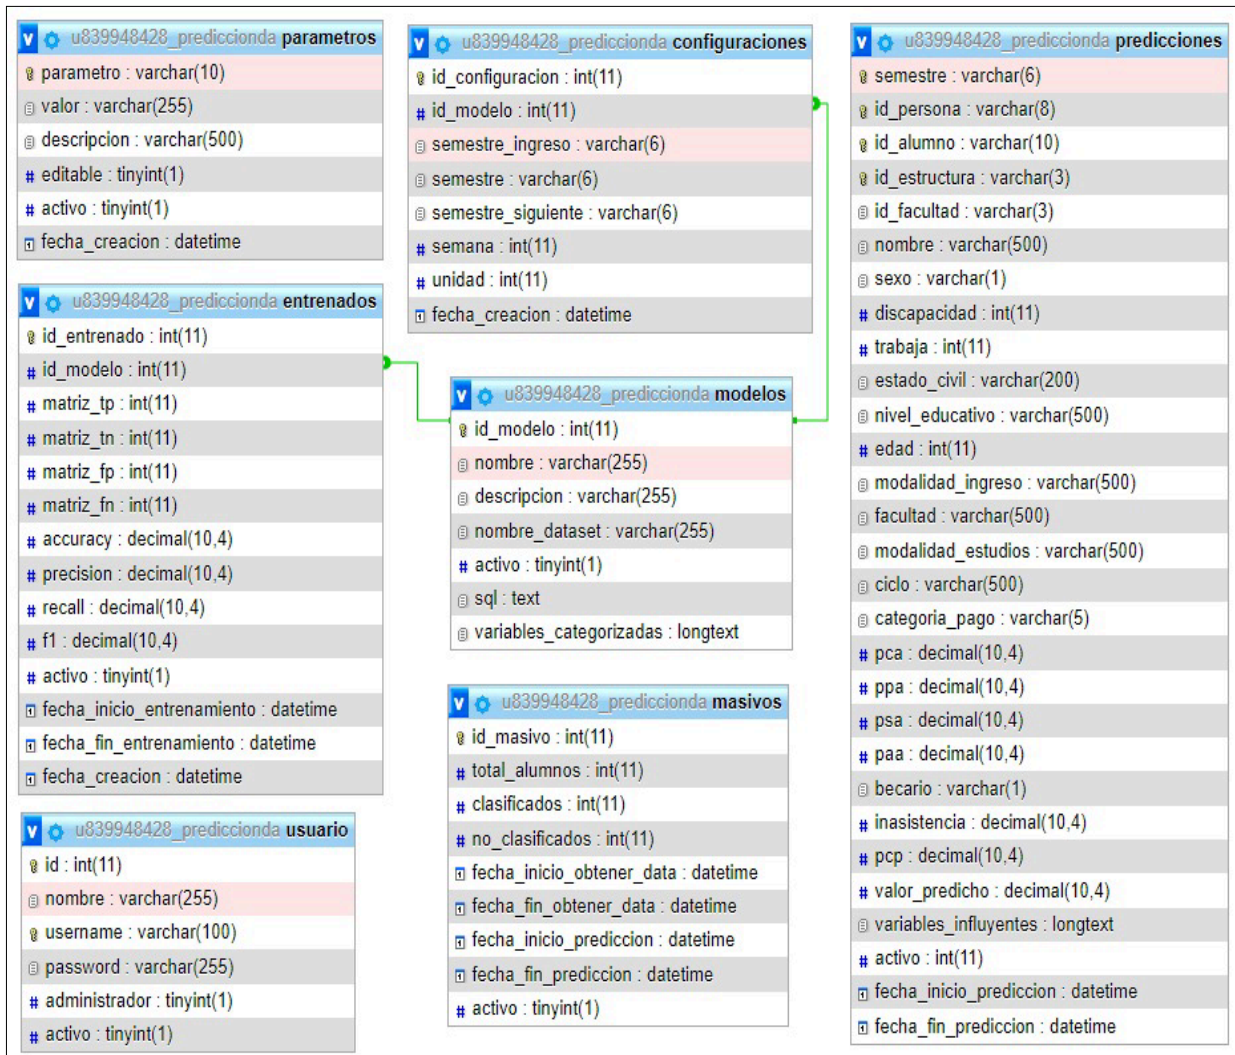 u839948428_prediccionda parametros
parametro : varchar(10)
valor : varchar(255)
descripcion : varchar(500)
editable : tinyint(1)
activo : tinyint(1)
fecha_creacion : datetime
u839948428_prediccionda entrenados
id_entrenado : int(11)
id_modelo : int(11)
matriz_tp : int(11)
matriz_tn : int(11)
matriz_fp : int(11)
matriz_fn : int(11)
accuracy : decimal(10,4)
precision : decimal(10,4)
recall : decimal(10,4)
f1 : decimal(10,4)
activo : tinyint(1)
fecha_inicio_entrenamiento : datetime
fecha_fin_entrenamiento : datetime
fecha_creacion : datetime
u839948428_prediccionda usuario
id : int(11)
nombre : varchar(255)
username : varchar(100)
password : varchar(255)
administrador : tinyint(1)
activo : tinyint(1)
u839948428_prediccionda configuraciones
id_configuracion : int(11)
id_modelo : int(11)
semestre_ingreso : varchar(6)
semestre : varchar(6)
semestre_siguiente : varchar(6)
semana : int(11)
unidad : int(11)
fecha_creacion : datetime
u839948428_prediccionda modelos
id_modelo : int(11)
nombre : varchar(255)
descripcion : varchar(255)
nombre_dataset : varchar(255)
activo : tinyint(1)
sql : text
variables_categorizadas : longtext
u839948428_prediccionda masivos
id_masivo : int(11)
total_alumnos : int(11)
clasificados : int(11)
no_clasificados : int(11)
fecha_inicio_obtener_data : datetime
fecha_fin_obtener_data : datetime
fecha_inicio_prediccion : datetime
fecha_fin_prediccion : datetime
activo : tinyint(1)
u839948428_prediccionda predicciones
semestre : varchar(6)
id_persona : varchar(8)
id_alumno : varchar(10)
id_estructura : varchar(3)
id_facultad : varchar(3)
nombre : varchar(500)
sexo : varchar(1)
discapacidad : int(11)
trabaja : int(11)
estado_civil : varchar(200)
nivel_educativo : varchar(500)
edad : int(11)
modalidad_ingreso : varchar(500)
facultad : varchar(500)
modalidad_estudios : varchar(500)
ciclo : varchar(500)
categoria_pago : varchar(5)
pca : decimal(10,4)
ppa : decimal(10,4)
psa : decimal(10,4)
paa : decimal(10,4)
becario : varchar(1)
inasistencia : decimal(10,4)
pcp : decimal(10,4)
valor_predicho : decimal(10,4)
variables_influyentes : longtext
activo : int(11)
fecha_inicio_prediccion : datetime
fecha_fin_prediccion : datetime